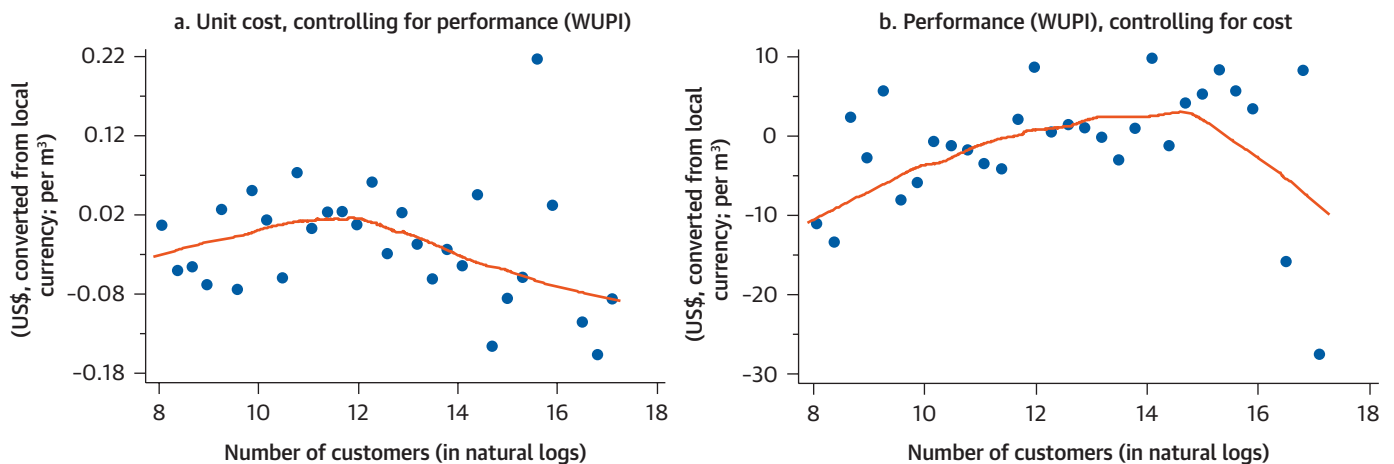 a. Unit cost, controlling for performance (WUPI)
(US$, converted from local
currency; per m³)
0.22
0.12
0.02
–0.08
–0.18
8 10 12 14 16 18
Number of customers (in natural logs)
b. Performance (WUPI), controlling for cost
(US$, converted from local
currency; per m³)
10
0
–10
–20
–30
8 10 12 14 16 18
Number of customers (in natural logs)